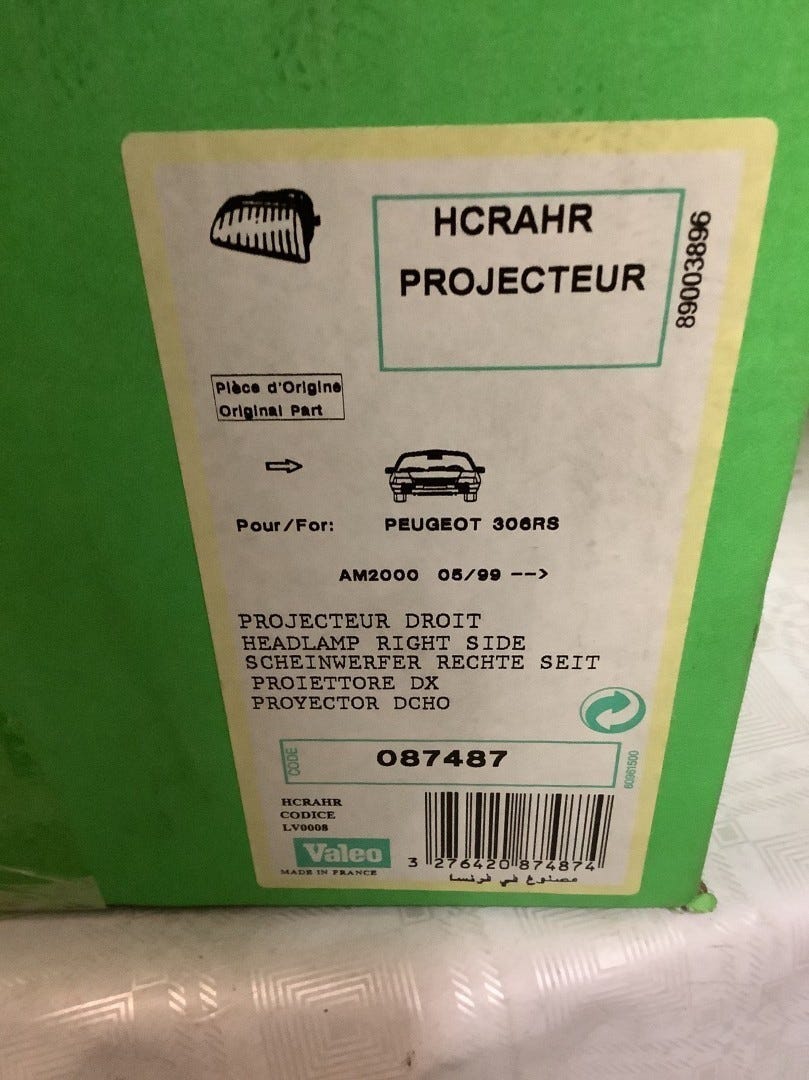 HCRAHR
PROJECTEUR
89003896
Pièce d'Origine
Original Part
Pour/For: PEUGEOT 306RS
AM2000 05/99 -->
PROJECTEUR DROIT
HEADLAMP RIGHT SIDE
SCHEINWERFER RECHTE SEIT
PROIETTORE DX
PROYECTOR DCHO
CODE
087487
60961500
HCRAHR
CODICE
LV0008
Valeo
MADE IN FRANCE
3 276420 874874
مصنوع في فرنسا